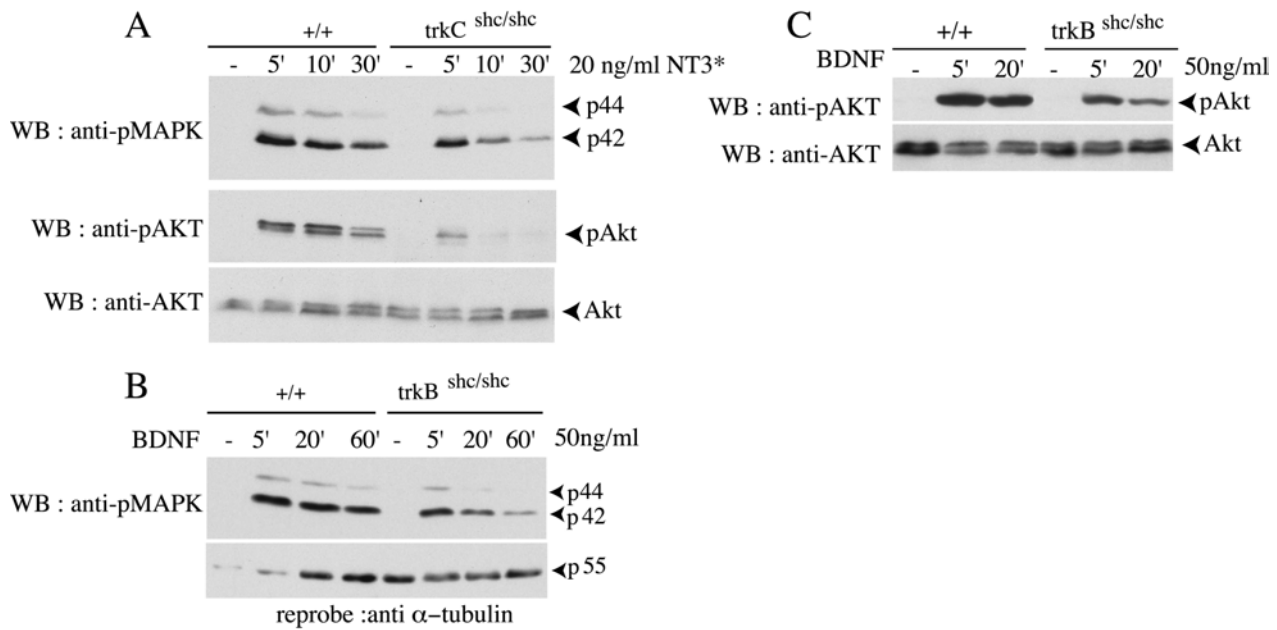 A
+/+ trkC shc/shc
- 5' 10' 30' - 5' 10' 30' 20 ng/ml NT3*
WB : anti-pMAPK
p44
p42
WB : anti-pAKT
pAkt
WB : anti-AKT
Akt
B
+/+ trkB shc/shc
BDNF - 5' 20' 60' - 5' 20' 60' 50ng/ml
WB : anti-pMAPK
p44
p42
p55
reprobe :anti α-tubulin
C
+/+ trkB shc/shc
BDNF - 5' 20' - 5' 20' 50ng/ml
WB : anti-pAKT
pAkt
WB : anti-AKT
Akt